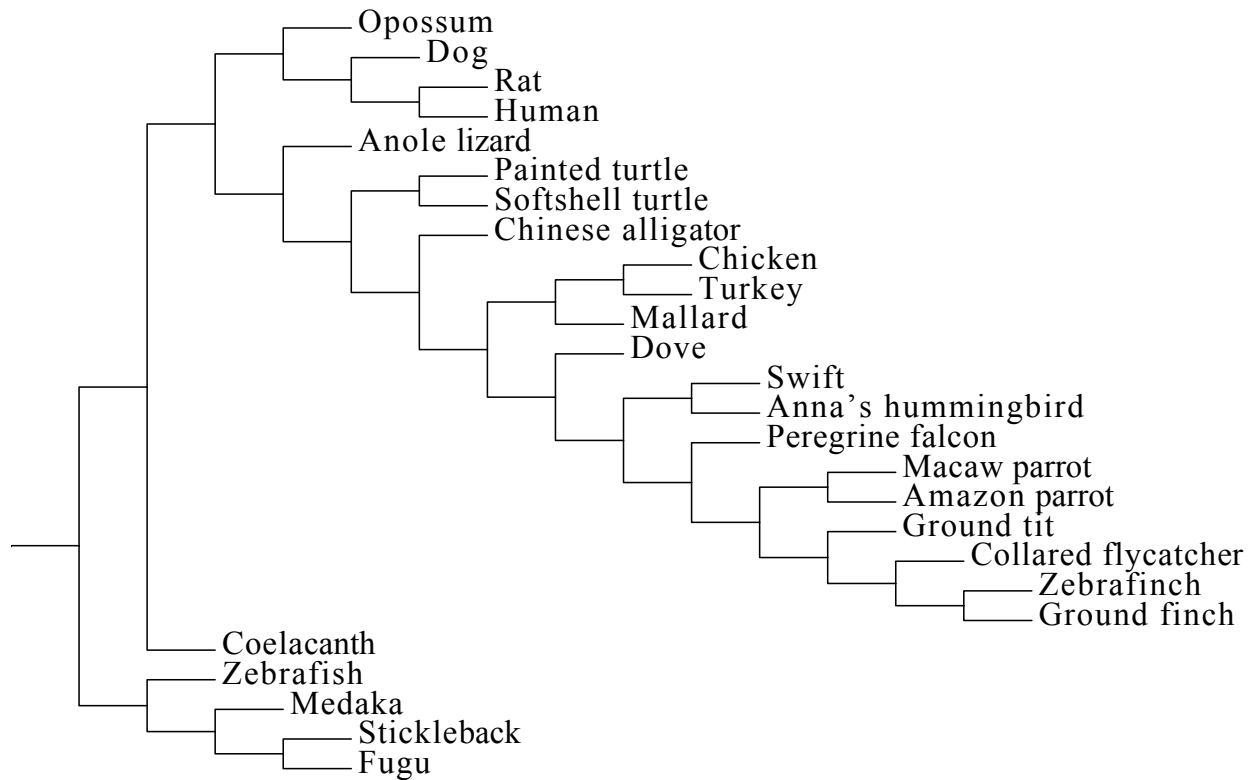 Opossum
Dog
Rat
Human
Anole lizard
Painted turtle
Softshell turtle
Chinese alligator
Chicken
Turkey
Mallard
Dove
Swift
Anna’s hummingbird
Peregrine falcon
Macaw parrot
Amazon parrot
Ground tit
Collared flycatcher
Zebrafinch
Ground finch
Coelacanth
Zebrafish
Medaka
Stickleback
Fugu